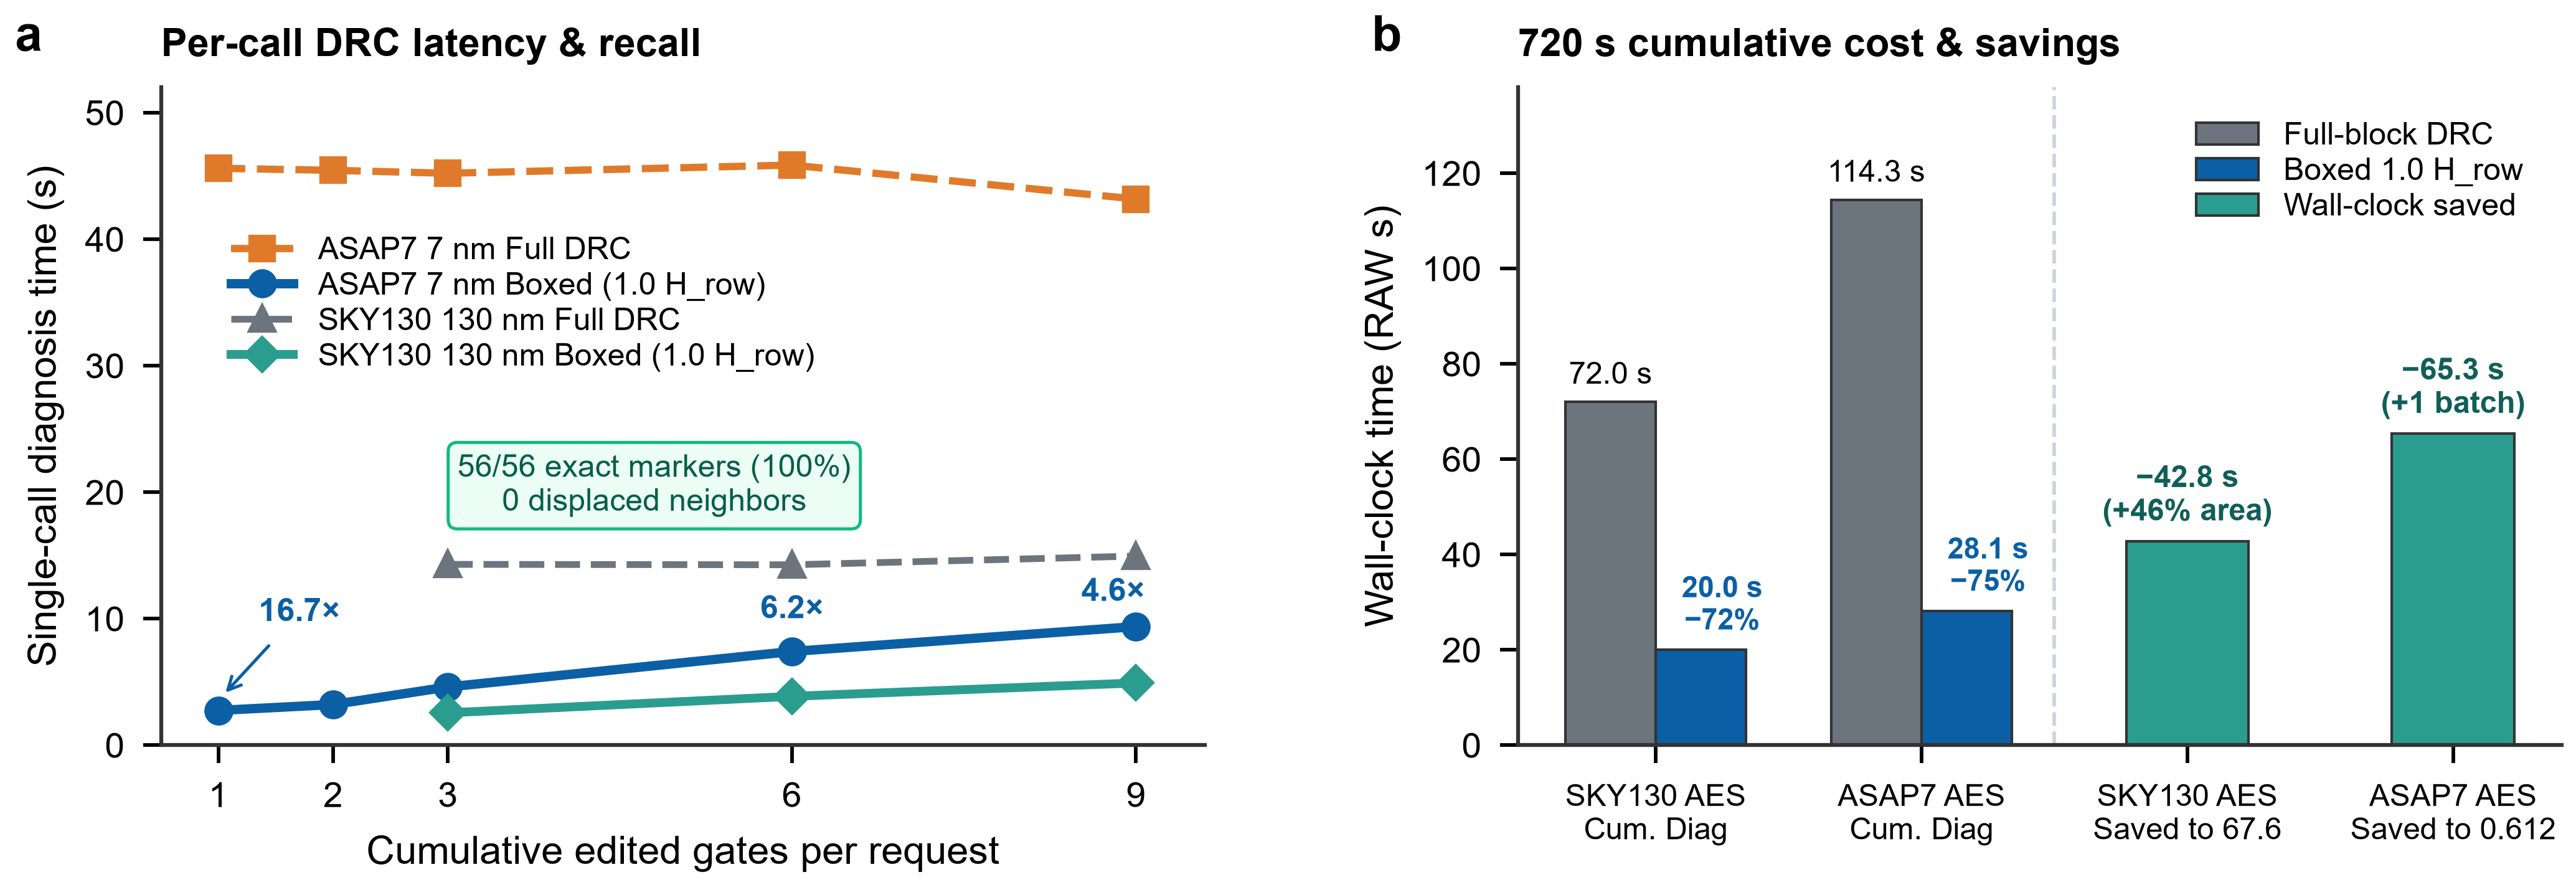 a
Per-call DRC latency & recall
Single-call diagnosis time (s)
50
40
30
20
10
0
ASAP7 7 nm Full DRC
ASAP7 7 nm Boxed (1.0 H_row)
SKY130 130 nm Full DRC
SKY130 130 nm Boxed (1.0 H_row)
56/56 exact markers (100%)
0 displaced neighbors
16.7×
6.2×
4.6×
1
2
3
6
9
Cumulative edited gates per request
b
720 s cumulative cost & savings
Wall-clock time (RAW s)
120
100
80
60
40
20
0
Full-block DRC
Boxed 1.0 H_row
Wall-clock saved
72.0 s
20.0 s
−72%
114.3 s
28.1 s
−75%
−42.8 s
(+46% area)
−65.3 s
(+1 batch)
SKY130 AES
Cum. Diag
ASAP7 AES
Cum. Diag
SKY130 AES
Saved to 67.6
ASAP7 AES
Saved to 0.612